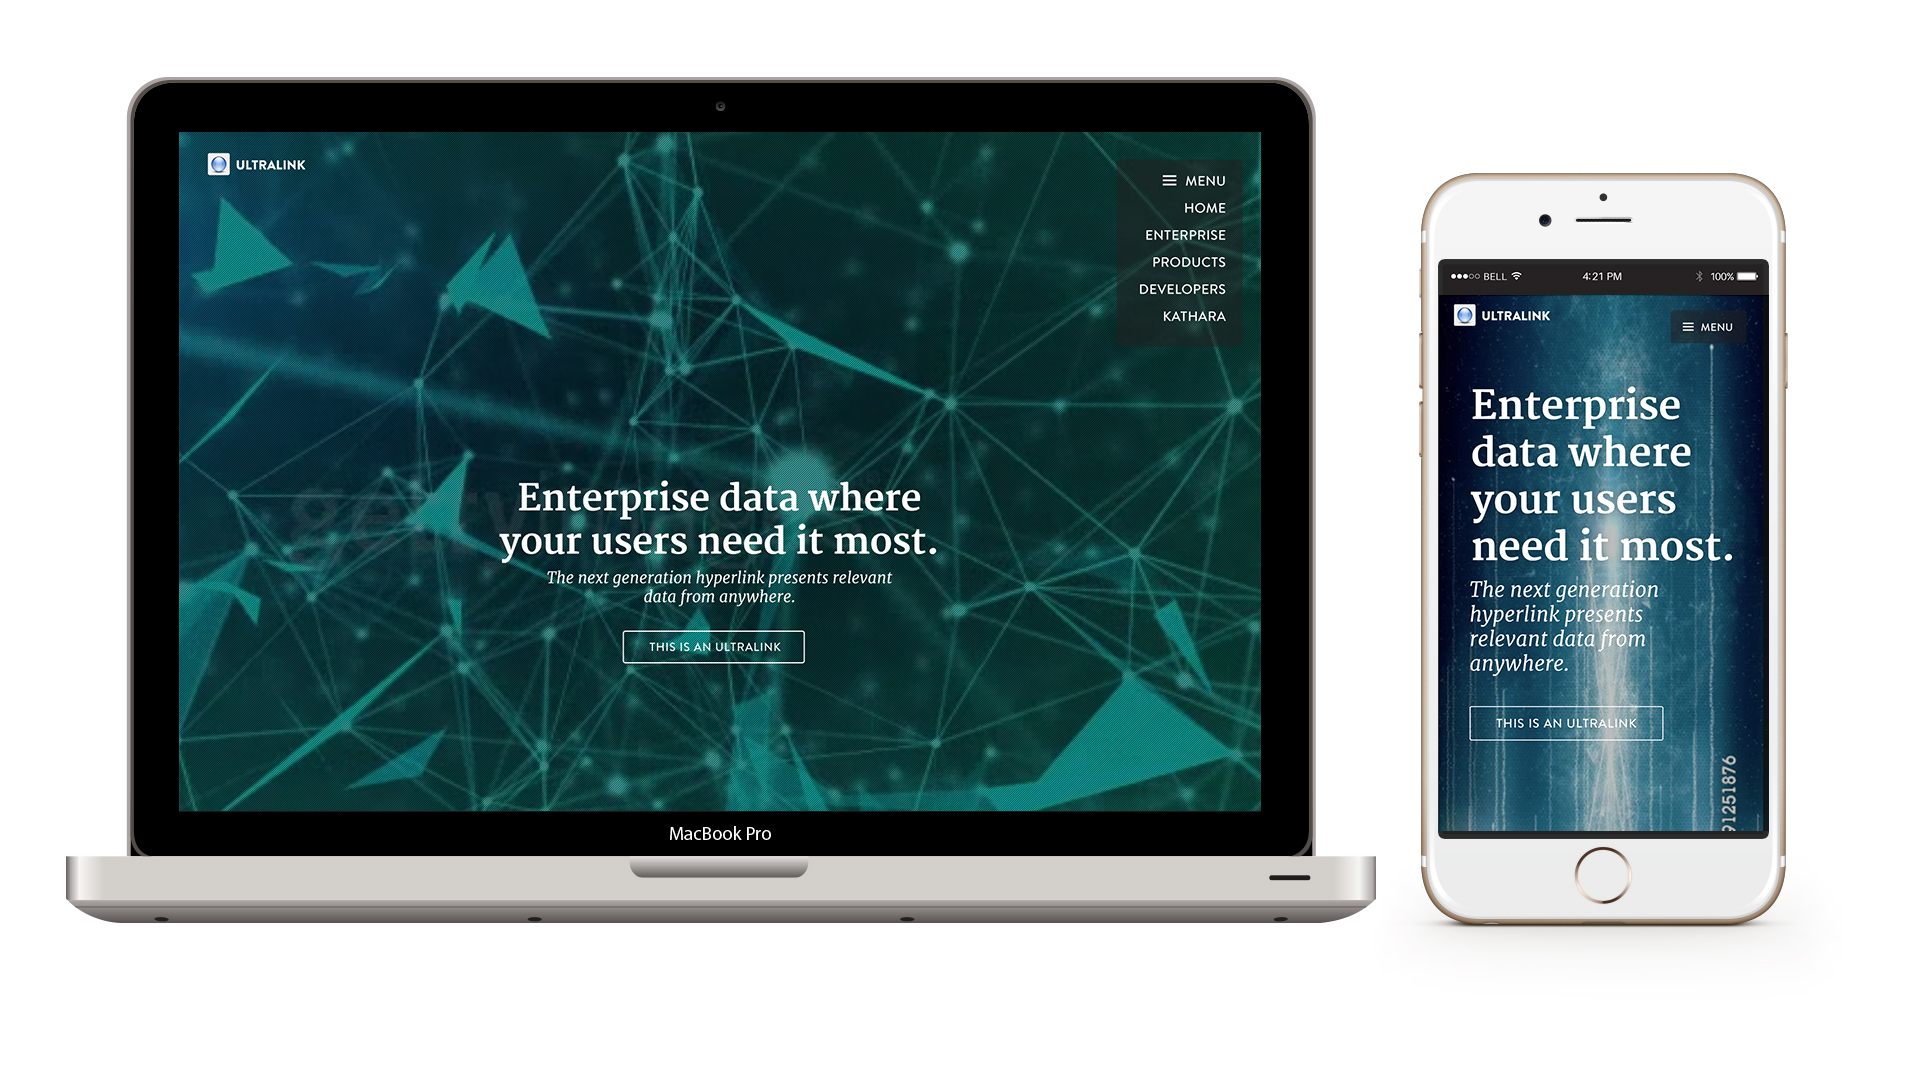 ULTRALINK
MENU
HOME
ENTERPRISE
PRODUCTS
DEVELOPERS
KATHARA
Enterprise data where
your users need it most.
The next generation hyperlink presents relevant
data from anywhere.
THIS IS AN ULTRALINK
MacBook Pro
BELL 4:21 PM 100%
ULTRALINK
MENU
Enterprise
data where
your users
need it most.
The next generation
hyperlink presents
relevant data from
anywhere.
THIS IS AN ULTRALINK
91251876